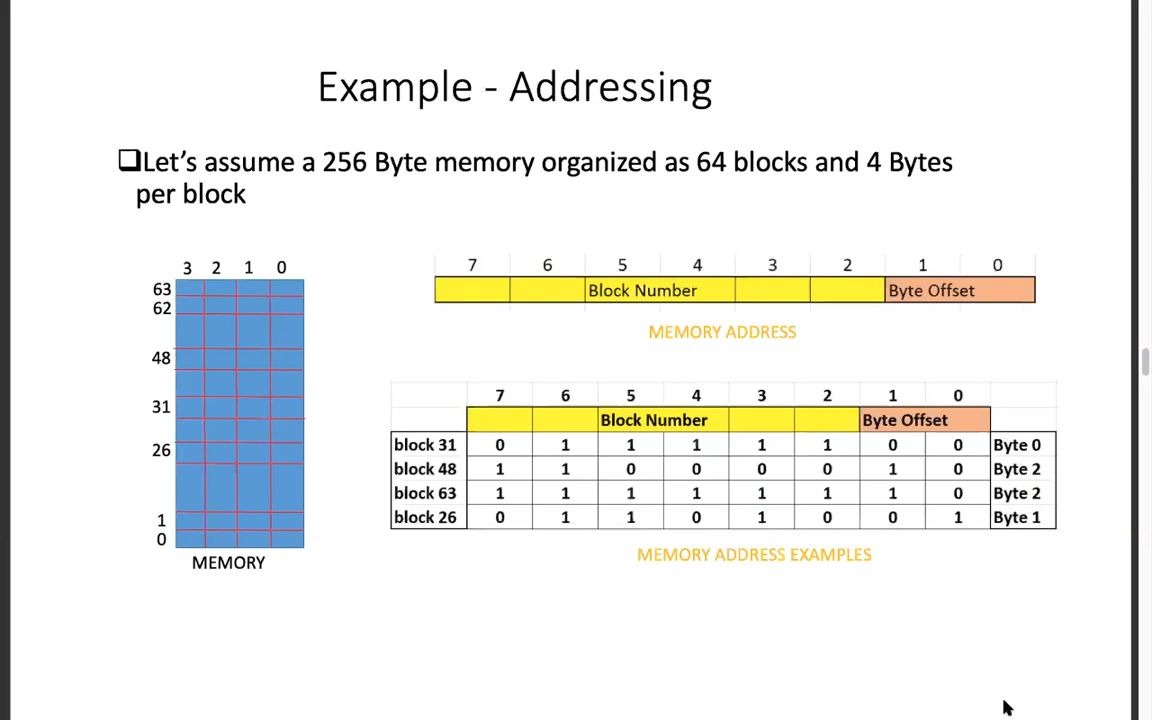 Example - Addressing
Let's assume a 256 Byte memory organized as 64 blocks and 4 Bytes
per block
3 2 1 0
63
62
48
31
26
1
0
MEMORY
7 6 5 4 3 2 1 0
Block Number Byte Offset
MEMORY ADDRESS
7 6 5 4 3 2 1 0
Block Number Byte Offset
block 31 0 1 1 1 1 1 0 0 Byte 0
block 48 1 1 0 0 0 0 1 0 Byte 2
block 63 1 1 1 1 1 1 1 0 Byte 2
block 26 0 1 1 0 1 0 0 1 Byte 1
MEMORY ADDRESS EXAMPLES